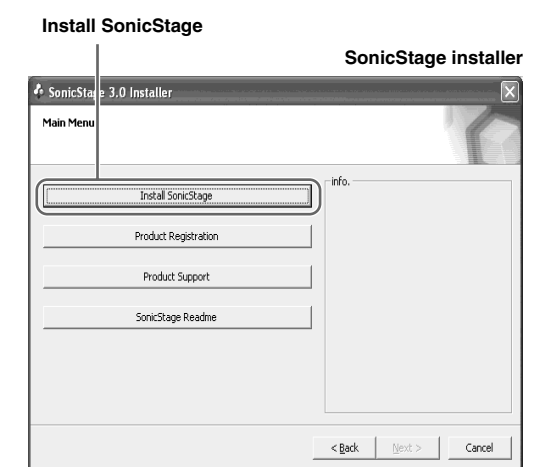 Install SonicStage
SonicStage installer
SonicStage 3.0 Installer
Main Menu
info.
Install SonicStage
Product Registration
Product Support
SonicStage Readme
< Back
Next >
Cancel